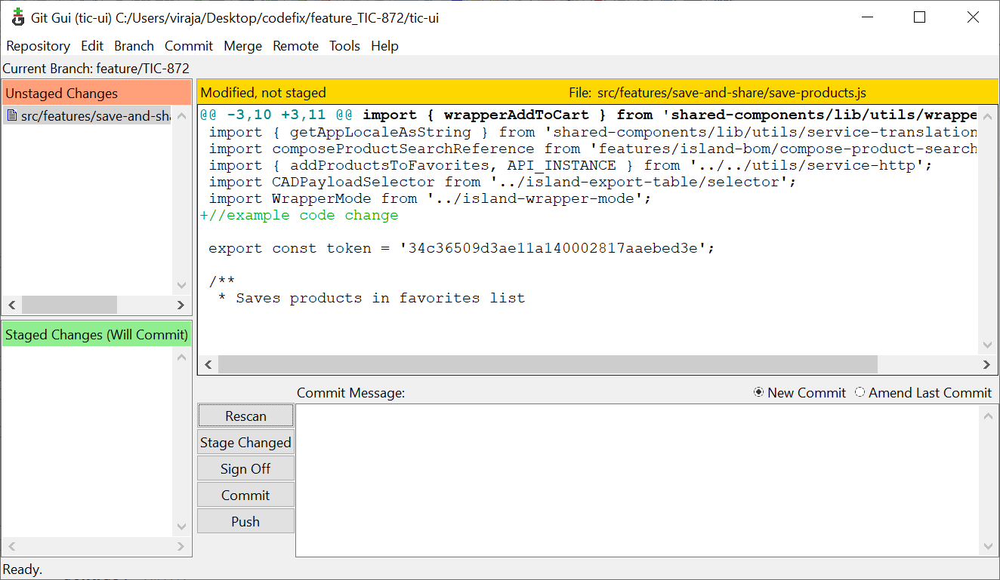 Git Gui (tic-ui) C:/Users/viraja/Desktop/codefix/feature_TIC-872/tic-ui
Repository Edit Branch Commit Merge Remote Tools Help
Current Branch: feature/TIC-872
Unstaged Changes
src/features/save-and-sha
Staged Changes (Will Commit)
Modified, not staged File: src/features/save-and-share/save-products.js
@@ -3,10 +3,11 @@ import { wrapperAddToCart } from 'shared-components/lib/utils/wrappe
import { getAppLocaleAsString } from 'shared-components/lib/utils/service-translation
import composeProductSearchReference from 'features/island-bom/compose-product-search
import { addProductsToFavorites, API_INSTANCE } from '../../utils/service-http';
import CADPayloadSelector from '../island-export-table/selector';
import WrapperMode from '../island-wrapper-mode';
+//example code change
export const token = '34c36509d3ae11a140002817aaebed3e';
/**
* Saves products in favorites list
Commit Message: New Commit Amend Last Commit
Rescan
Stage Changed
Sign Off
Commit
Push
Ready.